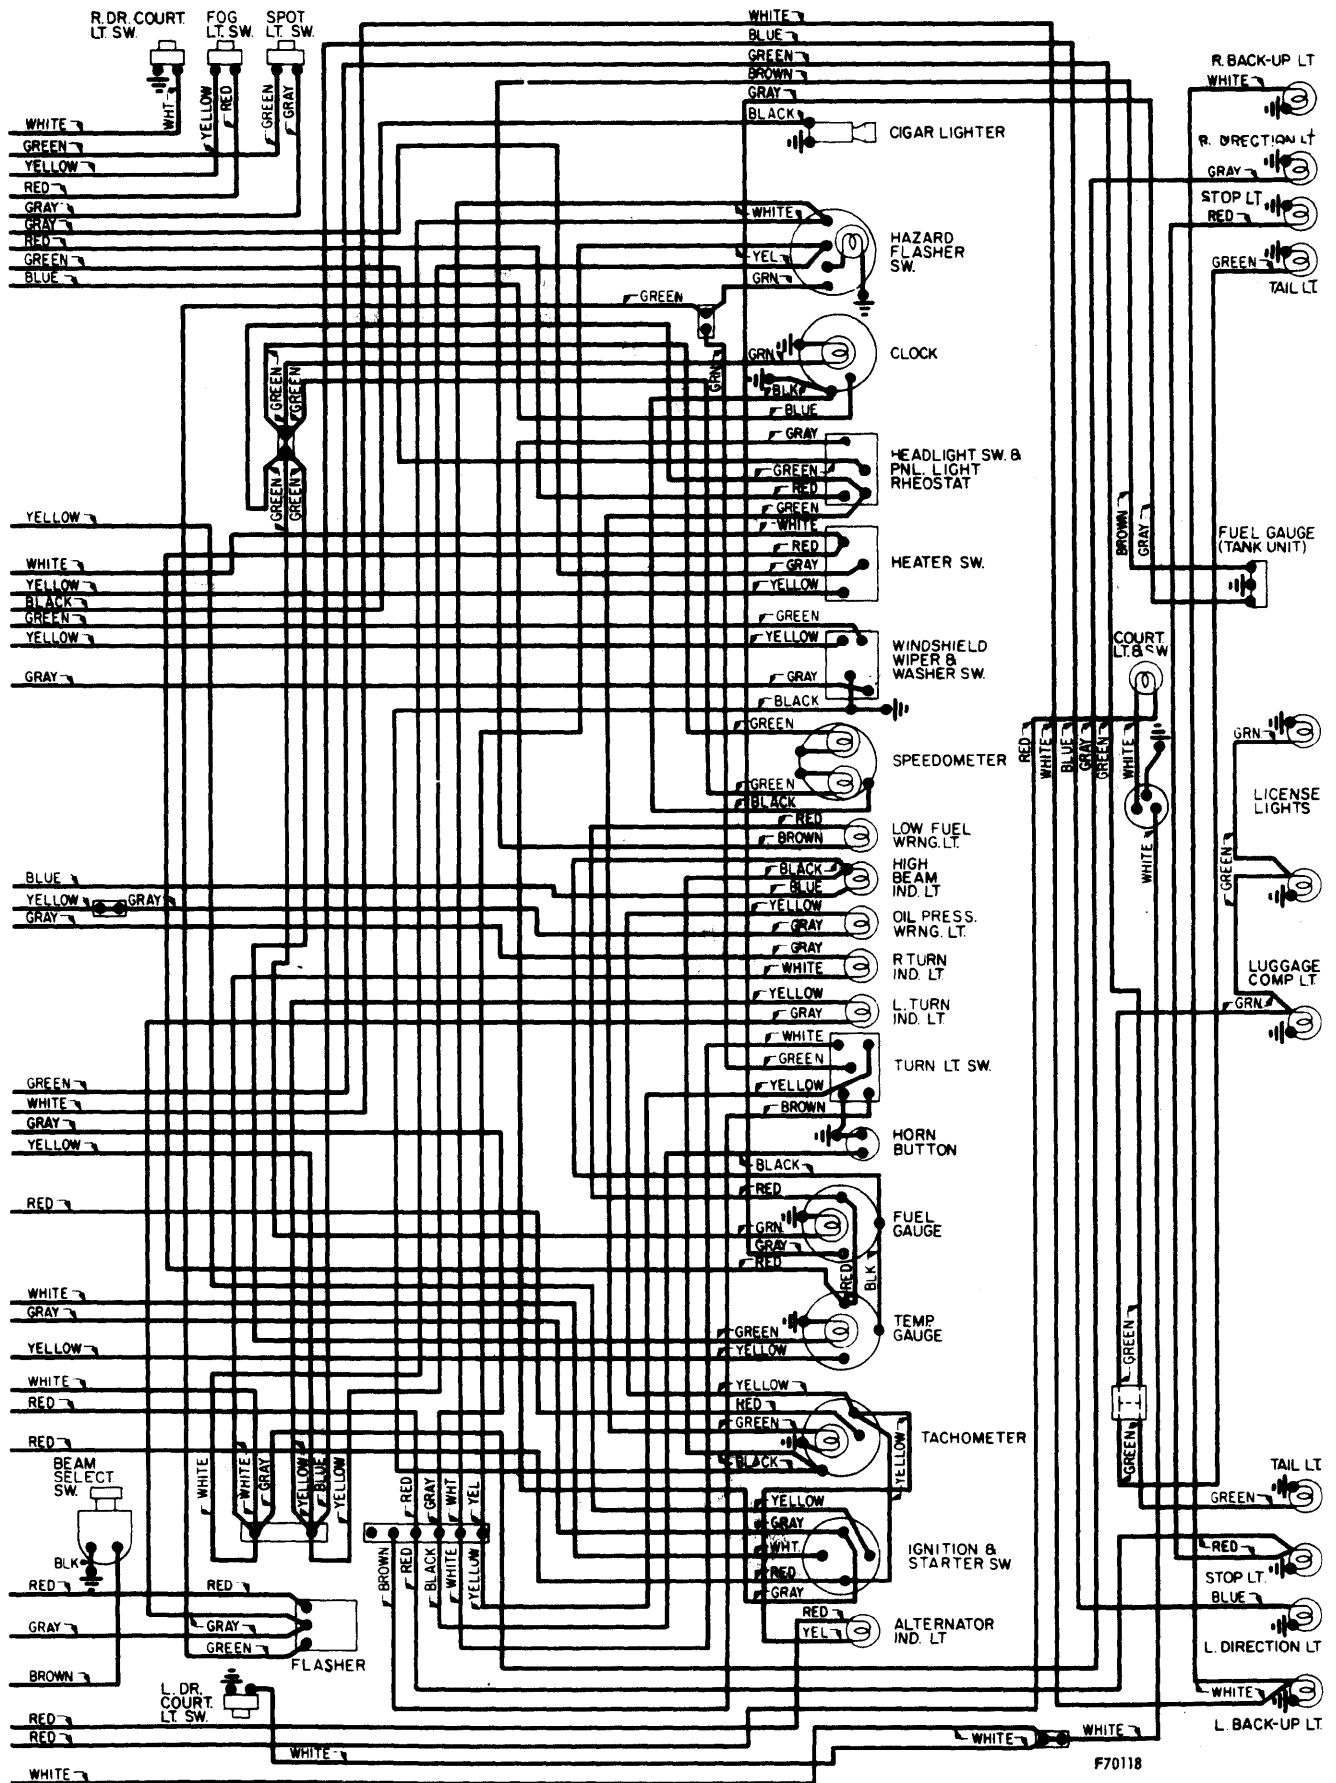 R. DR. COURT.
LT. SW.
FOG
LT. SW.
SPOT
LT. SW.
WHT
YELLOW
RED
GREEN
GRAY
WHITE
GREEN
YELLOW
RED
GRAY
GRAY
RED
GREEN
BLUE
WHITE
BLUE
GREEN
BROWN
GRAY
BLACK
CIGAR LIGHTER
R. BACK-UP LT
WHITE
R. DIRECTION LT
GRAY
STOP LT.
RED
GREEN
TAIL LT.
WHITE
YEL
GRN
HAZARD
FLASHER
SW.
GREEN
GRN
GRN
BLK
BLUE
CLOCK
GREEN
GREEN
GREEN
GREEN
GRAY
GREEN
RED
GREEN
HEADLIGHT SW. &
PNL. LIGHT
RHEOSTAT
YELLOW
WHITE
YELLOW
BLACK
GREEN
YELLOW
GRAY
WHITE
RED
GRAY
YELLOW
HEATER SW.
GREEN
YELLOW
GRAY
BLACK
WINDSHIELD
WIPER &
WASHER SW.
BROWN
GRAY
FUEL GAUGE
(TANK UNIT)
COURT.
LT. & SW
RED
WHITE
BLUE
GRAY
GREEN
WHITE
WHITE
GREEN
GREEN
BLACK
SPEEDOMETER
GRN
LICENSE
LIGHTS
GREEN
LUGGAGE
COMP LT.
GRN
RED
BROWN
LOW FUEL
WRNG. LT.
BLACK
BLUE
HIGH
BEAM
IND. LT
YELLOW
GRAY
OIL PRESS.
WRNG. LT.
GRAY
WHITE
R TURN
IND. LT
YELLOW
GRAY
L. TURN
IND. LT
BLUE
YELLOW
GRAY
GRAY
WHITE
GREEN
YELLOW
BROWN
TURN LT SW.
HORN
BUTTON
BLACK
GREEN
WHITE
GRAY
YELLOW
RED
RED
GRN
GRAY
RED
FUEL
GAUGE
RED
BLK
WHITE
GRAY
YELLOW
WHITE
RED
RED
GREEN
YELLOW
TEMP
GAUGE
YELLOW
RED
GREEN
BLACK
TACHOMETER
YELLOW
GREEN
GREEN
BEAM
SELECT
SW.
BLK
WHITE
WHITE
GRAY
YELLOW
BLUE
YELLOW
RED
GRAY
WHT
YEL
BROWN
RED
BLACK
WHITE
YELLOW
YELLOW
GRAY
WHT.
RED
GRAY
IGNITION &
STARTER SW.
RED
YEL
ALTERNATOR
IND. LT
TAIL LT.
GREEN
RED
STOP LT.
BLUE
L. DIRECTION LT
WHITE
L. BACK-UP LT.
RED
GRAY
BROWN
RED
GRAY
GREEN
FLASHER
L. DR.
COURT.
LT. SW.
RED
RED
WHITE
WHITE
WHITE
WHITE
F70118